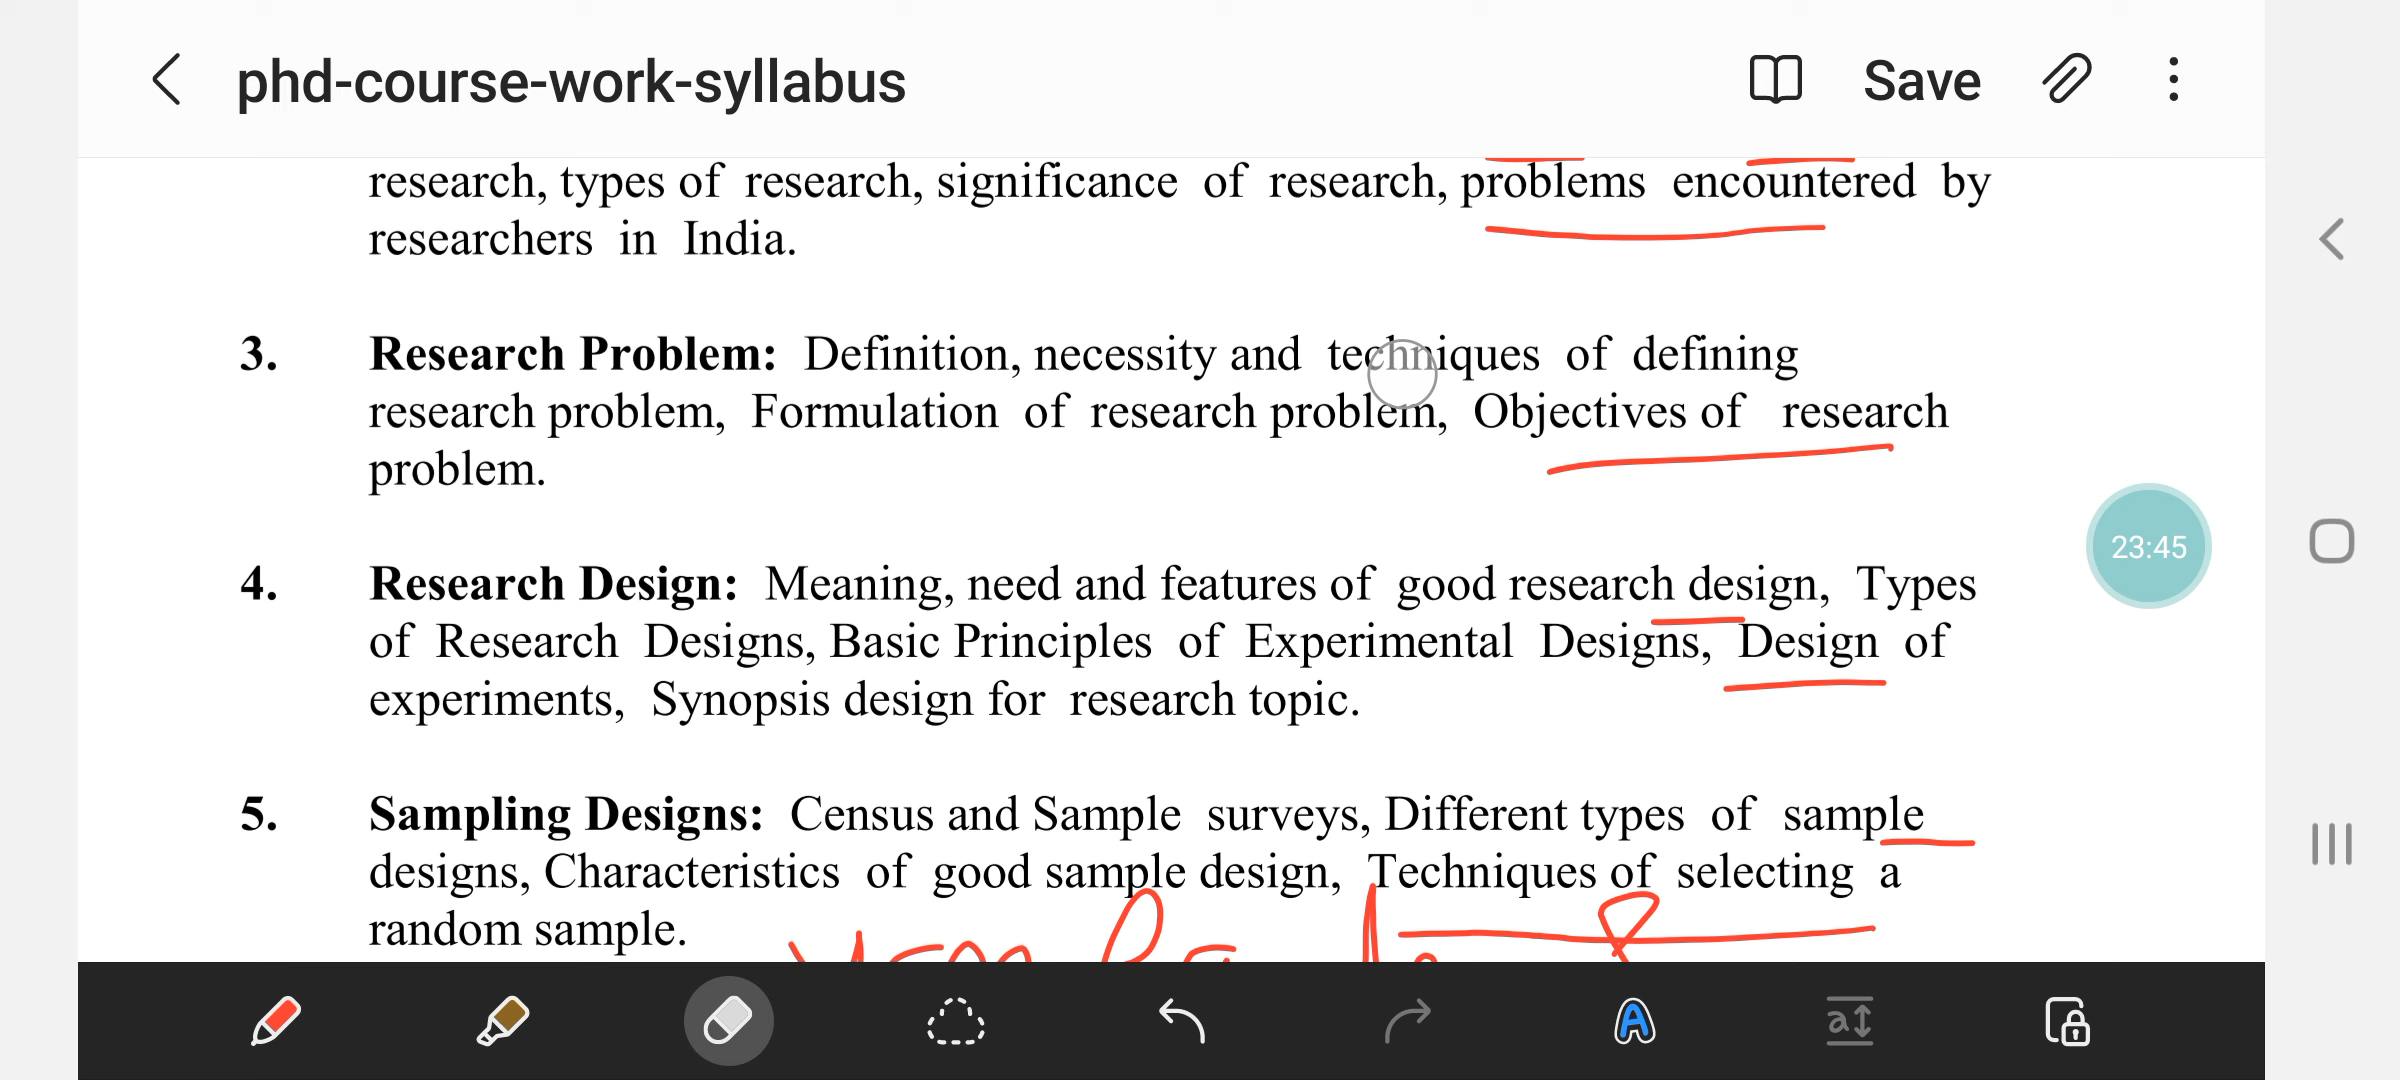 phd-course-work-syllabus
Save
research, types of research, significance of research, problems encountered by
researchers in India.
3. Research Problem: Definition, necessity and techniques of defining
research problem, Formulation of research problem, Objectives of research
problem.
23:45
4. Research Design: Meaning, need and features of good research design, Types
of Research Designs, Basic Principles of Experimental Designs, Design of
experiments, Synopsis design for research topic.
5. Sampling Designs: Census and Sample surveys, Different types of sample
designs, Characteristics of good sample design, Techniques of selecting a
random sample.